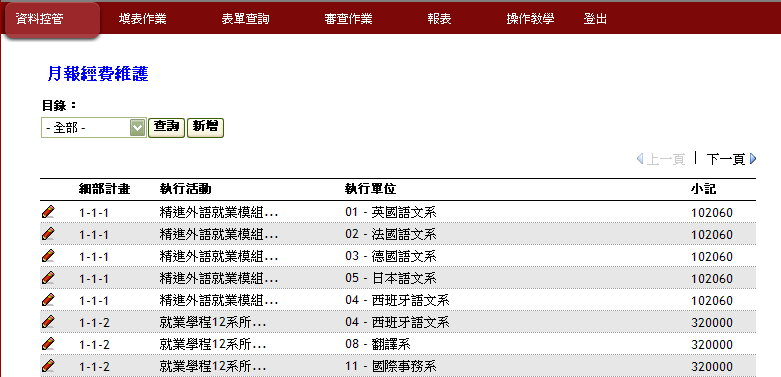 資料控管 填表作業 表單查詢 審查作業 報表 操作教學 登出
月報經費維護
目錄：
- 全部 - 查詢 新增
上一頁 | 下一頁
細部計畫 執行活動 執行單位 小記
1-1-1 精進外語就業模組... 01 - 英國語文系 102060
1-1-1 精進外語就業模組... 02 - 法國語文系 102060
1-1-1 精進外語就業模組... 03 - 德國語文系 102060
1-1-1 精進外語就業模組... 05 - 日本語文系 102060
1-1-1 精進外語就業模組... 04 - 西班牙語文系 102060
1-1-2 就業學程12系所... 04 - 西班牙語文系 320000
1-1-2 就業學程12系所... 08 - 翻譯系 320000
1-1-2 就業學程12系所... 11 - 國際事務系 320000